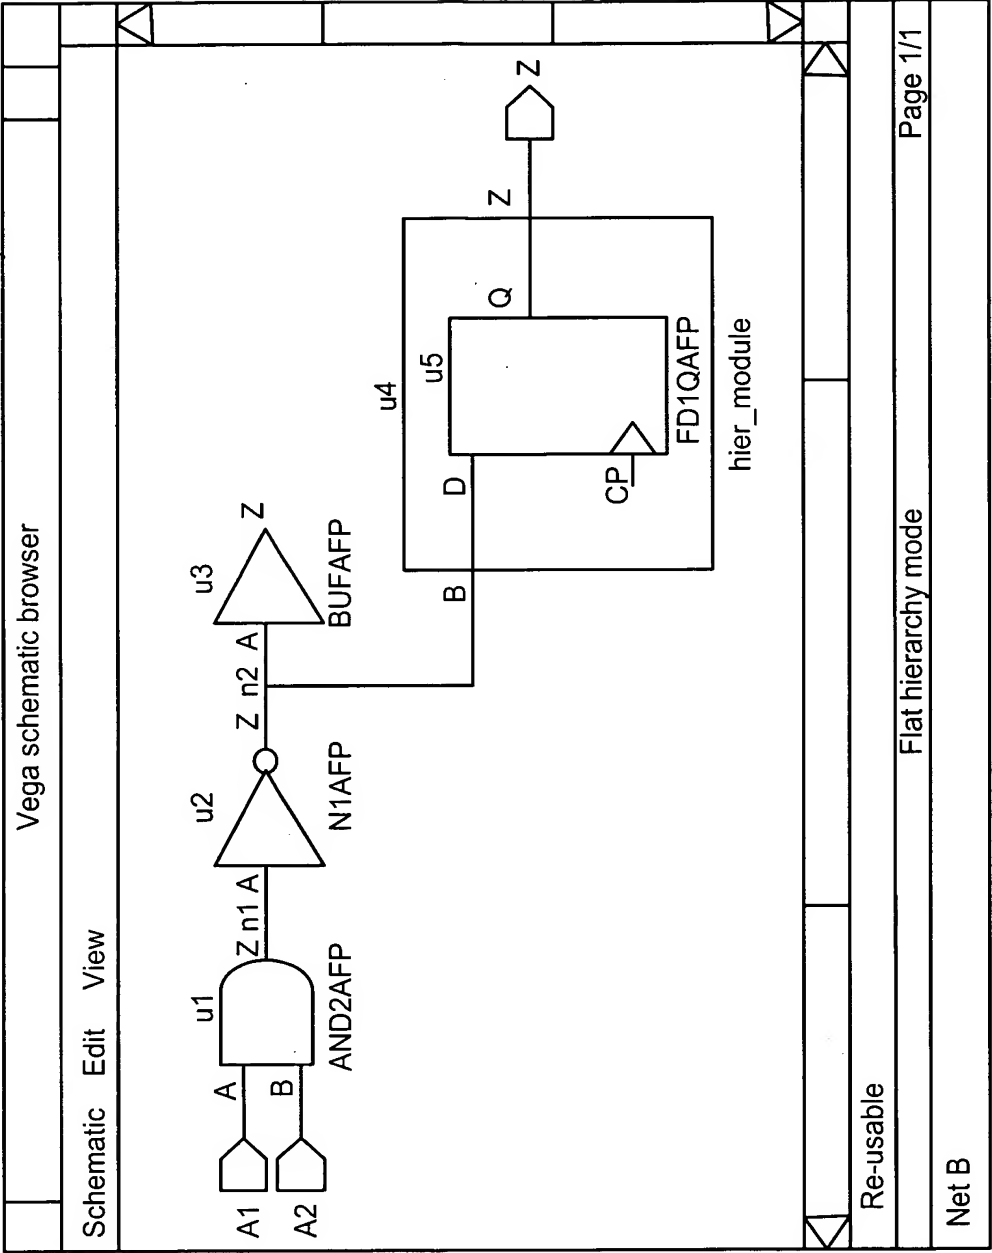 Vega schematic browser
Schematic Edit View
u1
u2
u3
A1
A
Z n1 A
Z n2 A
Z
A2
B
AND2AFP
N1AFP
BUFAFP
u4
u5
B
D
Q
Z
Z
CP
FD1QAFP
hier_module
Re-usable
Flat hierarchy mode
Page 1/1
Net B